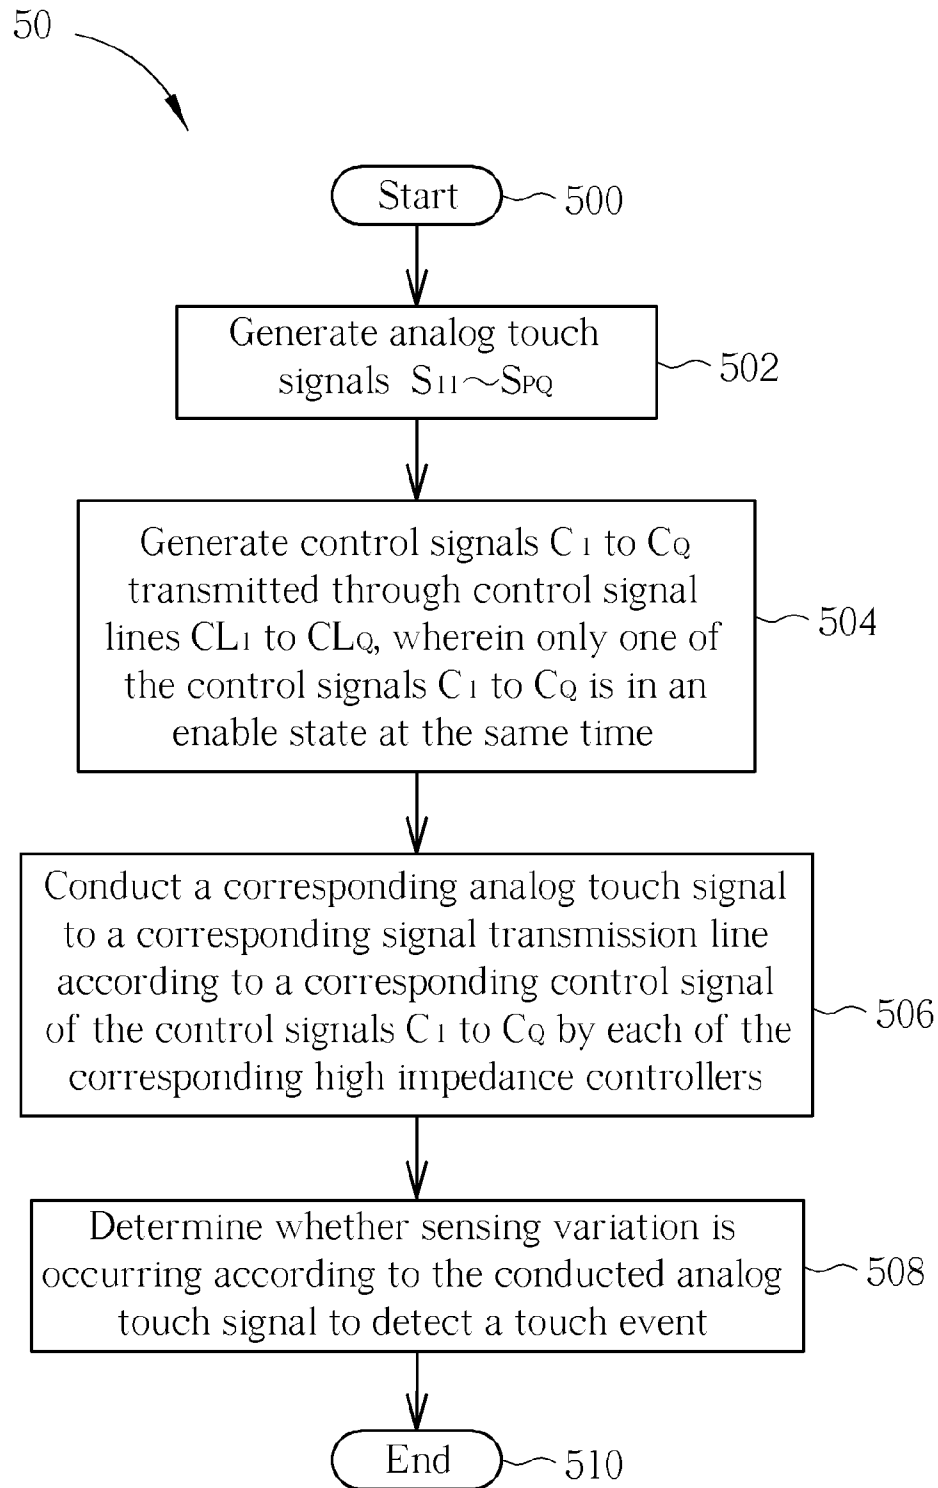 50
Start
500
Generate analog touch
signals S11~SPQ
502
Generate control signals C1 to CQ
transmitted through control signal
lines CL1 to CLQ, wherein only one of
the control signals C1 to CQ is in an
enable state at the same time
504
Conduct a corresponding analog touch signal
to a corresponding signal transmission line
according to a corresponding control signal
of the control signals C1 to CQ by each of the
corresponding high impedance controllers
506
Determine whether sensing variation is
occurring according to the conducted analog
touch signal to detect a touch event
508
End
510